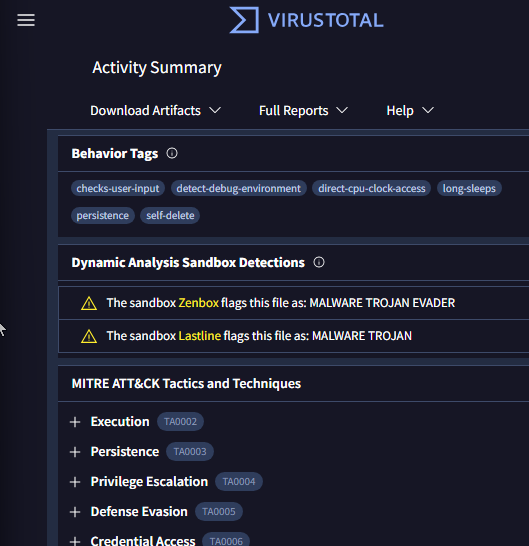 VIRUSTOTAL
Activity Summary
Download Artifacts
Full Reports
Help
Behavior Tags
checks-user-input
detect-debug-environment
direct-cpu-clock-access
long-sleeps
persistence
self-delete
Dynamic Analysis Sandbox Detections
The sandbox Zenbox flags this file as: MALWARE TROJAN EVADER
The sandbox Lastline flags this file as: MALWARE TROJAN
MITRE ATT&CK Tactics and Techniques
Execution TA0002
Persistence TA0003
Privilege Escalation TA0004
Defense Evasion TA0005
Credential Access TA0006